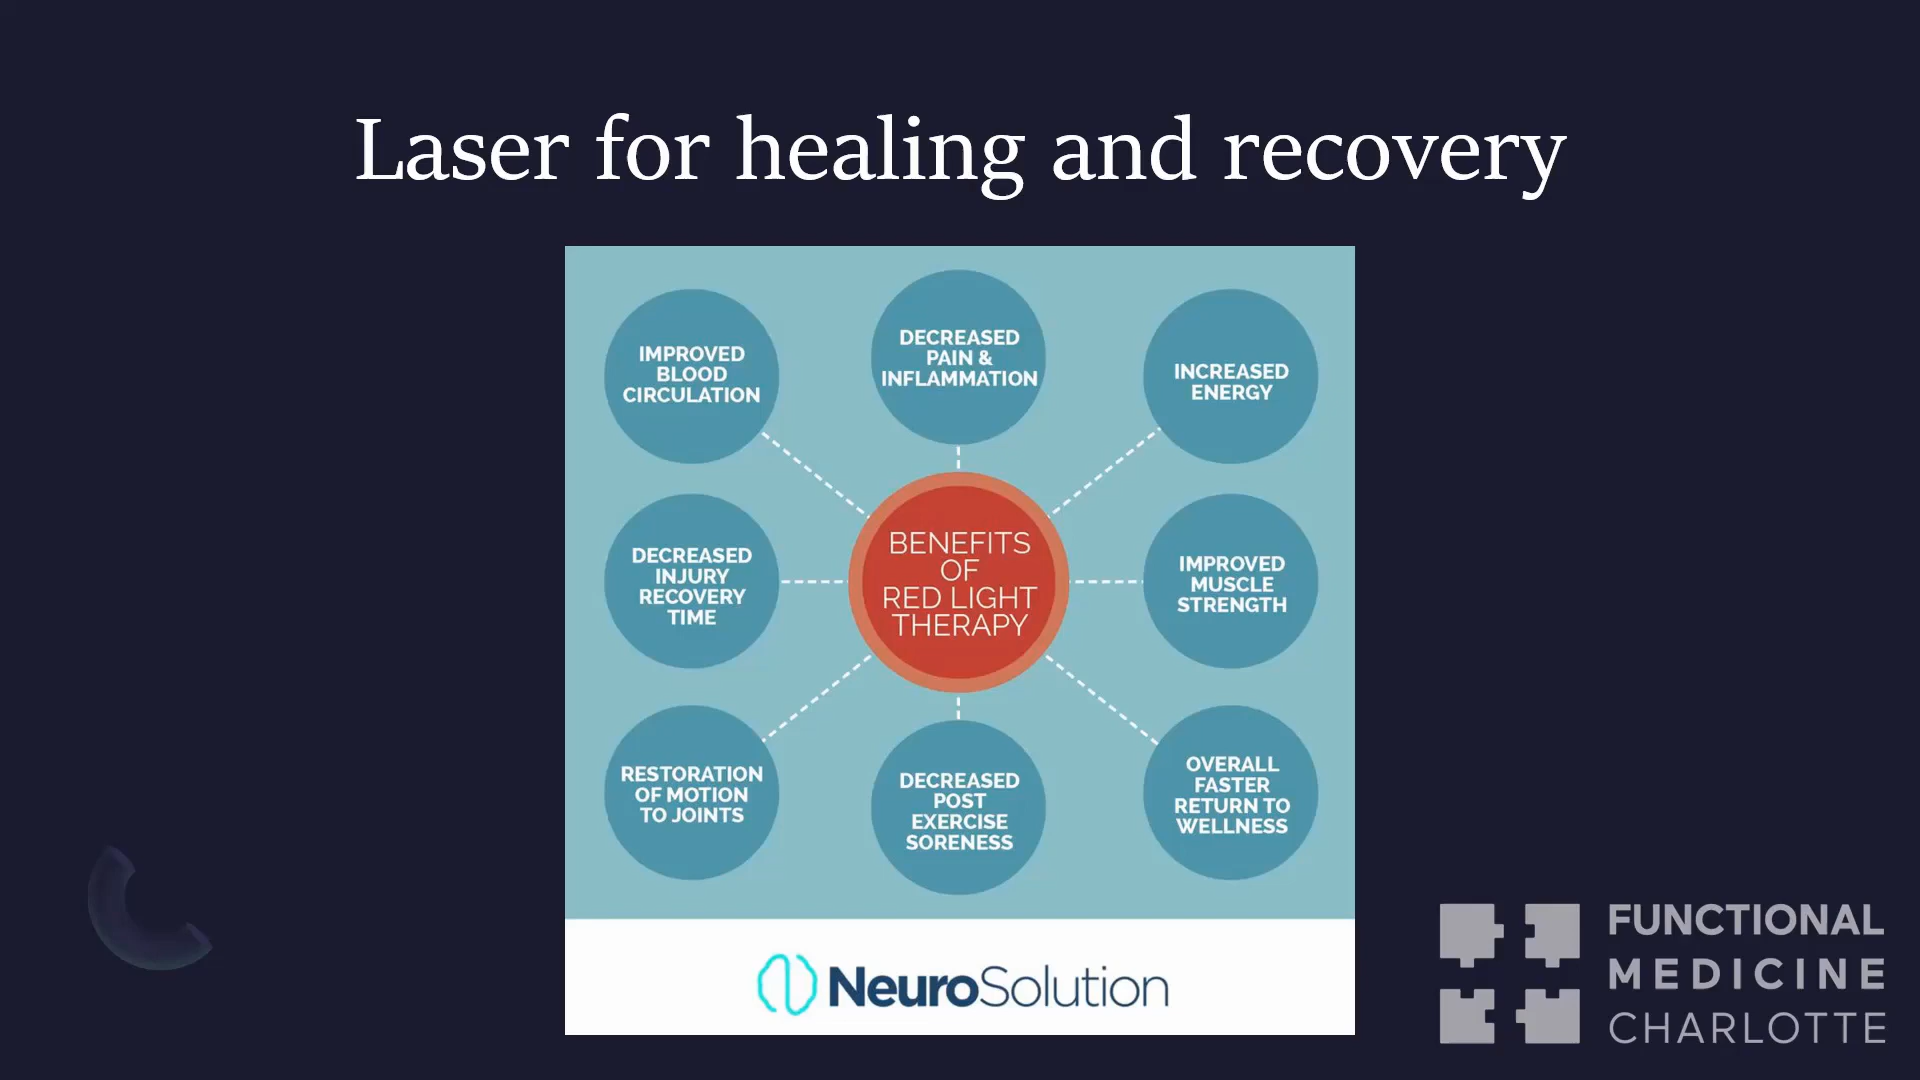 Laser for healing and recovery
IMPROVED
BLOOD
CIRCULATION
DECREASED
PAIN &
INFLAMMATION
INCREASED
ENERGY
DECREASED
INJURY
RECOVERY
TIME
BENEFITS
OF
RED LIGHT
THERAPY
IMPROVED
MUSCLE
STRENGTH
RESTORATION
OF MOTION
TO JOINTS
DECREASED
POST
EXERCISE
SORENESS
OVERALL
FASTER
RETURN TO
WELLNESS
NeuroSolution
FUNCTIONAL
MEDICINE
CHARLOTTE